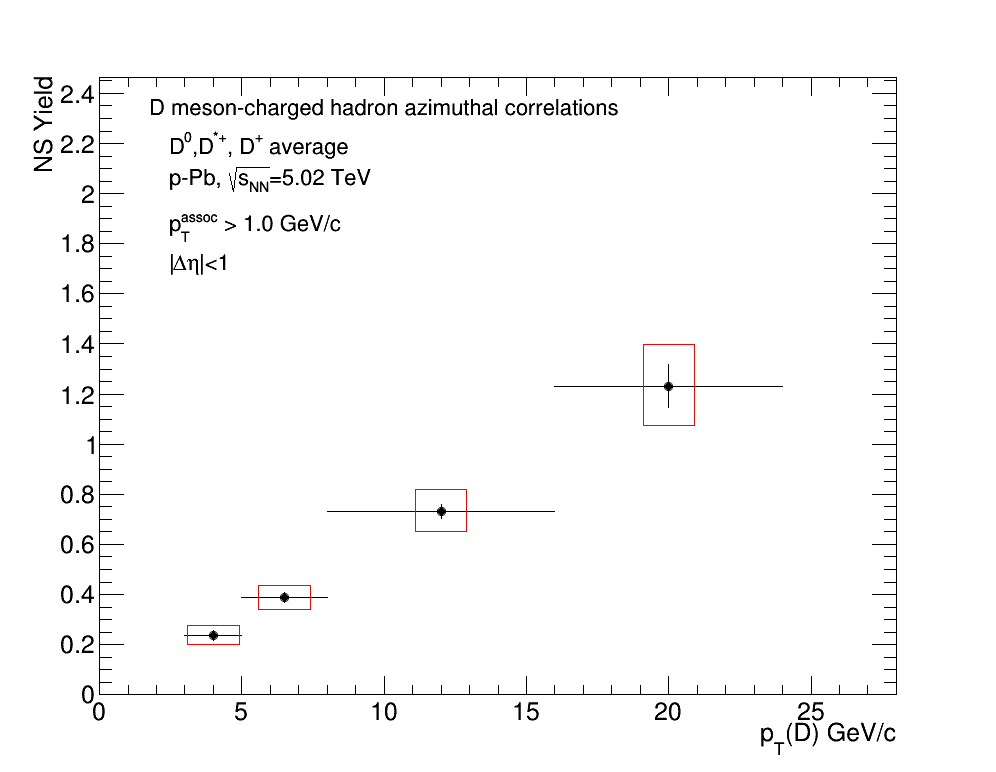 NS Yield
D meson-charged hadron azimuthal correlations
D⁰,D*⁺, D⁺ average
p-Pb, √s_NN=5.02 TeV
p_T^assoc > 1.0 GeV/c
|Δη|<1
2.4
2.2
2
1.8
1.6
1.4
1.2
1
0.8
0.6
0.4
0.2
0
0 5 10 15 20 25
p_T(D) GeV/c